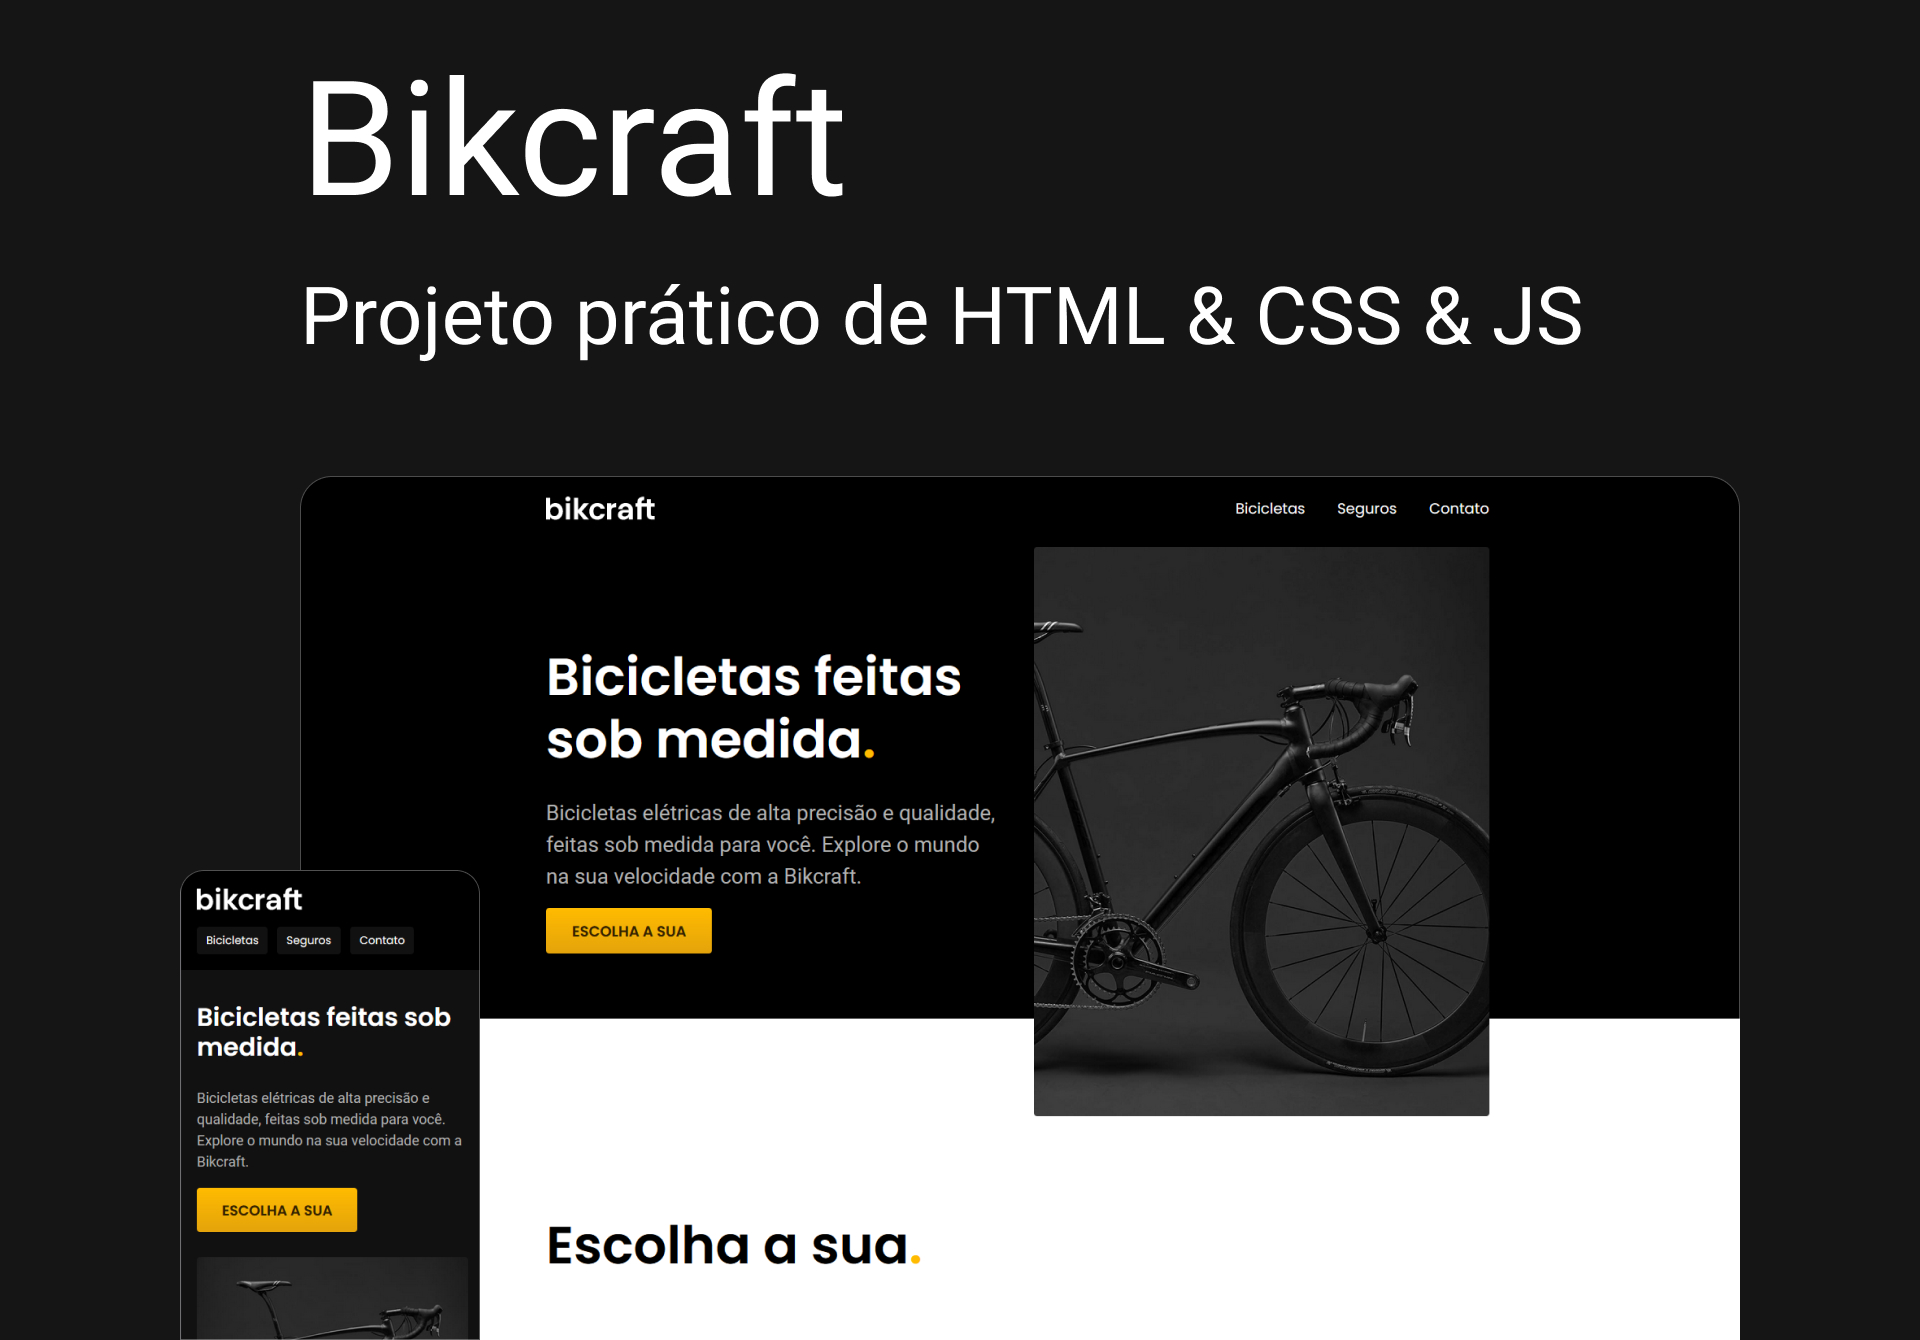 Bikcraft
Projeto prático de HTML & CSS & JS
bikcraft
Bicicletas Seguros Contato
Bicicletas feitas
sob medida.
Bicicletas elétricas de alta precisão e qualidade,
feitas sob medida para você. Explore o mundo
na sua velocidade com a Bikcraft.
ESCOLHA A SUA
Escolha a sua.
bikcraft
Bicicletas Seguros Contato
Bicicletas feitas sob
medida.
Bicicletas elétricas de alta precisão e
qualidade, feitas sob medida para você.
Explore o mundo na sua velocidade com a
Bikcraft.
ESCOLHA A SUA